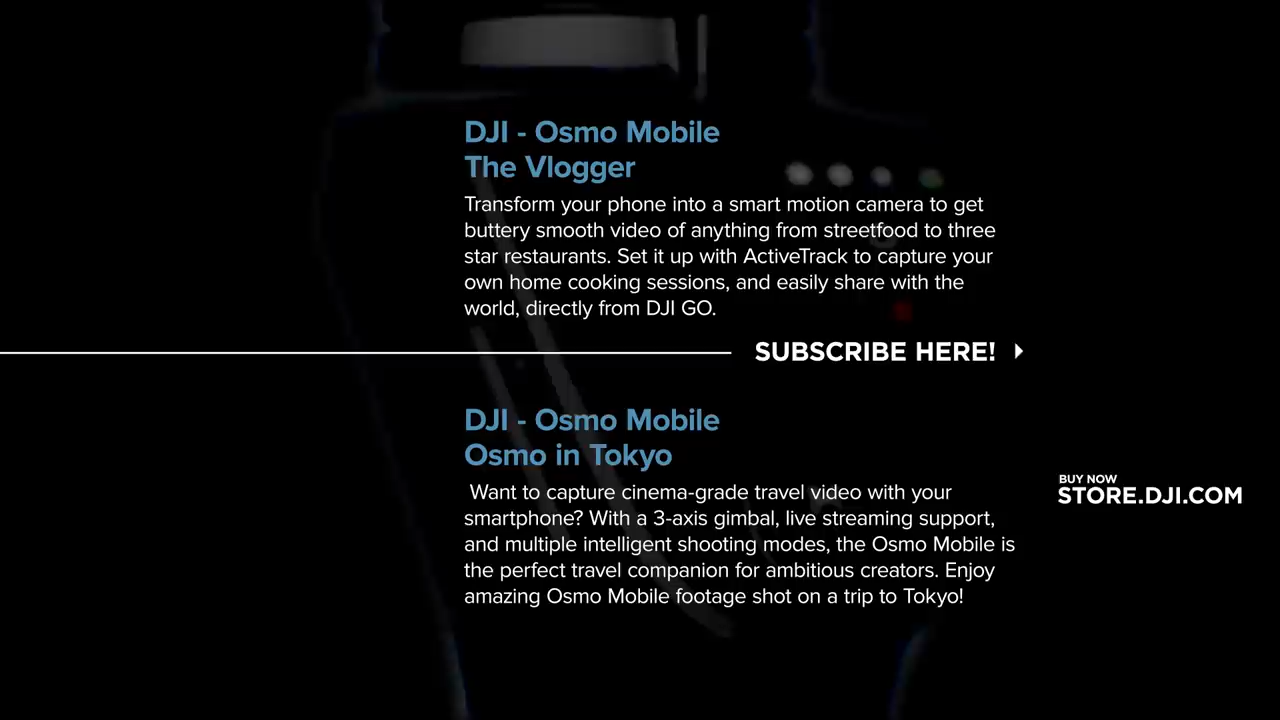 DJI - Osmo Mobile
The Vlogger
Transform your phone into a smart motion camera to get
buttery smooth video of anything from streetfood to three
star restaurants. Set it up with ActiveTrack to capture your
own home cooking sessions, and easily share with the
world, directly from DJI GO.
SUBSCRIBE HERE!
DJI - Osmo Mobile
Osmo in Tokyo
Want to capture cinema-grade travel video with your
smartphone? With a 3-axis gimbal, live streaming support,
and multiple intelligent shooting modes, the Osmo Mobile is
the perfect travel companion for ambitious creators. Enjoy
amazing Osmo Mobile footage shot on a trip to Tokyo!
BUY NOW
STORE.DJI.COM